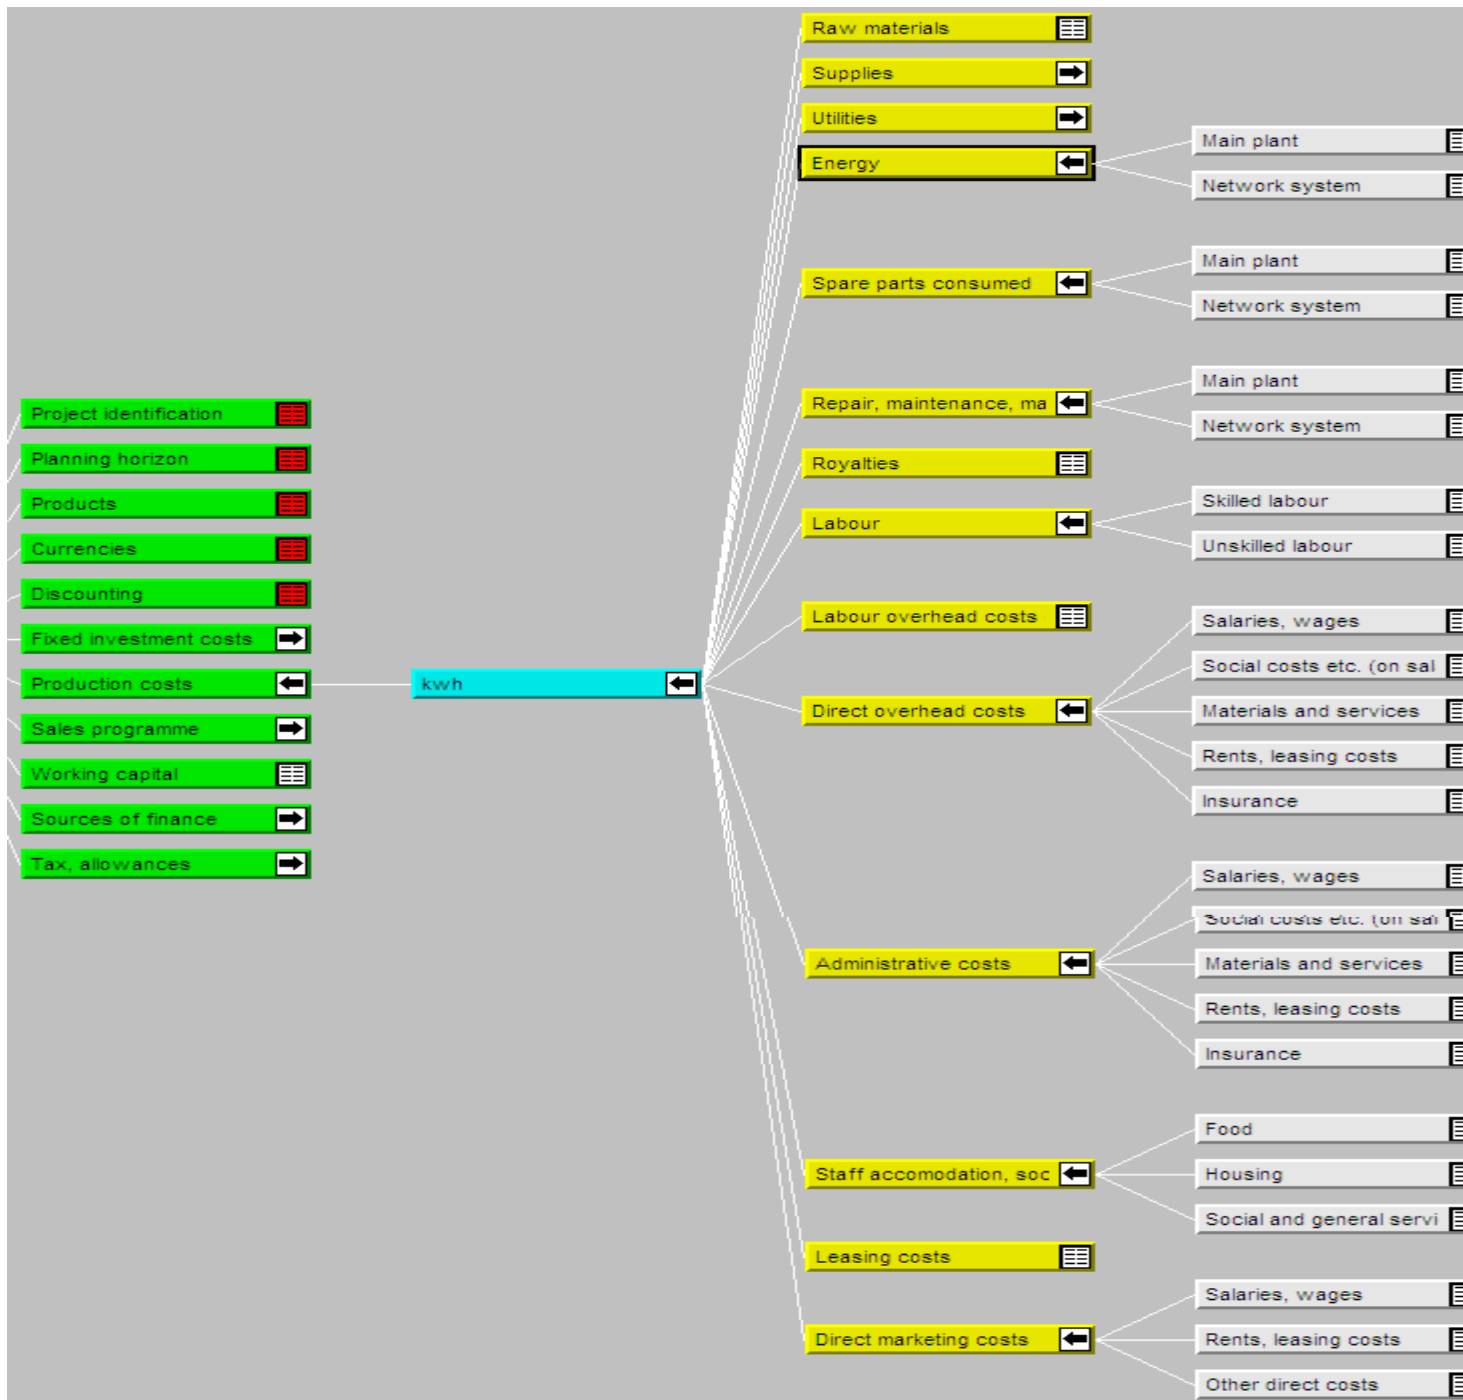 Project identification
Planning horizon
Products
Currencies
Discounting
Fixed investment costs
Production costs
Sales programme
Working capital
Sources of finance
Tax, allowances
kwh
Raw materials
Supplies
Utilities
Energy
Main plant
Network system
Spare parts consumed
Main plant
Network system
Repair, maintenance, ma
Main plant
Network system
Royalties
Labour
Skilled labour
Unskilled labour
Labour overhead costs
Direct overhead costs
Salaries, wages
Social costs etc. (on sal
Materials and services
Rents, leasing costs
Insurance
Administrative costs
Salaries, wages
Social costs etc. (on sal
Materials and services
Rents, leasing costs
Insurance
Staff accomodation, soc
Food
Housing
Social and general servi
Leasing costs
Direct marketing costs
Salaries, wages
Rents, leasing costs
Other direct costs